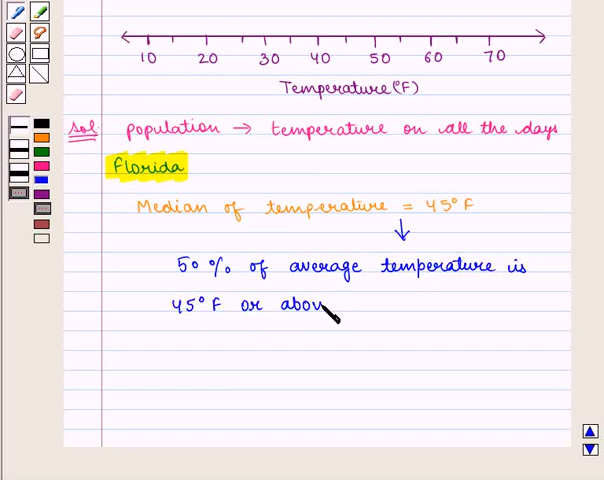 10 20 30 40 50 60 70
Temperature (°F)
Sol population → temperature on all the days
Florida
Median of temperature = 45°F
↓
50% of average temperature is
45°F or abov